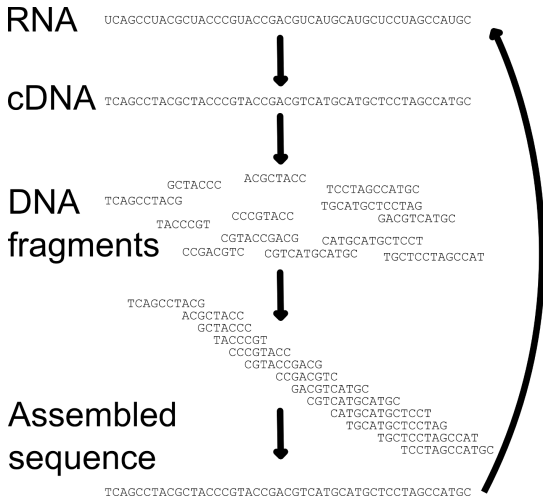 RNA
UCAGCCUACGCUACCCGUACCGACGUCAUGCAUGCUCCUAGCCAUGC
cDNA
TCAGCCTACGCTACCCGTACCGACGTCATGCATGCTCCTAGCCATGC
DNA
fragments
GCTACCC
ACGCTACC
TCCTAGCCATGC
TCAGCCTACG
TGCATGCTCCTAG
TACCCGT
CCCGTACC
GACGTCATGC
CGTACCGACG
CATGCATGCTCCT
CCGACGTC
CGTCATGCATGC
TGCTCCTAGCCAT
TCAGCCTACG
ACGCTACC
GCTACCC
TACCCGT
CCCGTACC
CGTACCGACG
CCGACGTC
GACGTCATGC
CGTCATGCATGC
CATGCATGCTCCT
TGCATGCTCCTAG
TGCTCCTAGCCAT
TCCTAGCCATGC
Assembled
sequence
TCAGCCTACGCTACCCGTACCGACGTCATGCATGCTCCTAGCCATGC